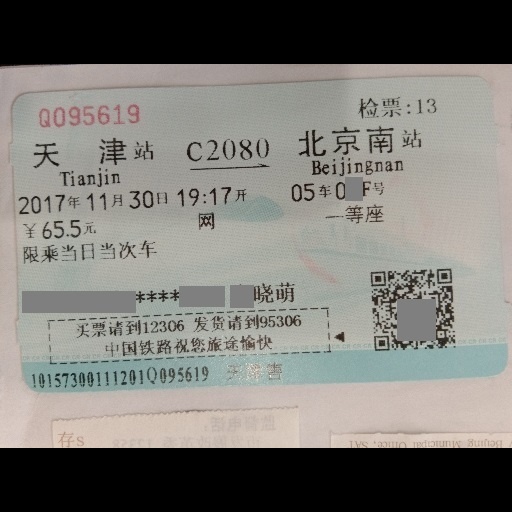 Q095619
检票:13
天津站 C2080 北京南站
Tianjin Beijingnan
2017年11月30日19:17开 05车0 F号
￥65.5元 网 一等座
限乘当日当次车
**** 晓萌
买票请到12306 发货请到95306
中国铁路祝您旅途愉快
10157300111201Q095619 天津售
存s